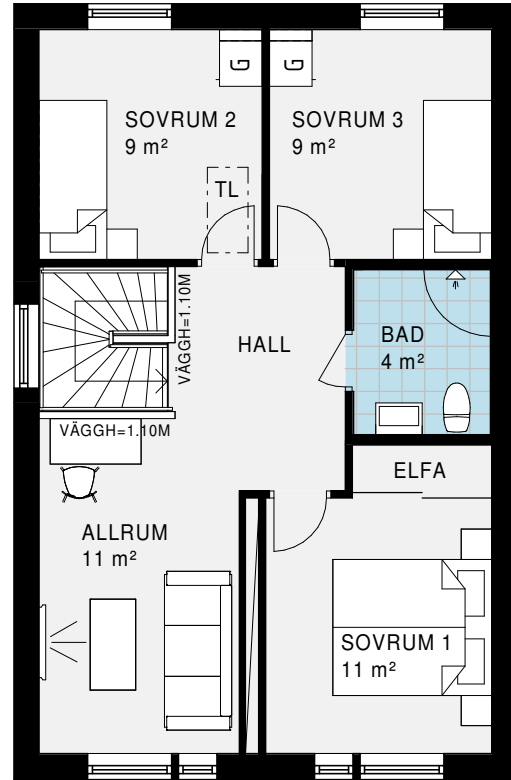 G
G
SOVRUM 2
9 m²
SOVRUM 3
9 m²
TL
VÄGGH=1.10M
HALL
BAD
4 m²
VÄGGH=1.10M
ELFA
ALLRUM
11 m²
SOVRUM 1
11 m²